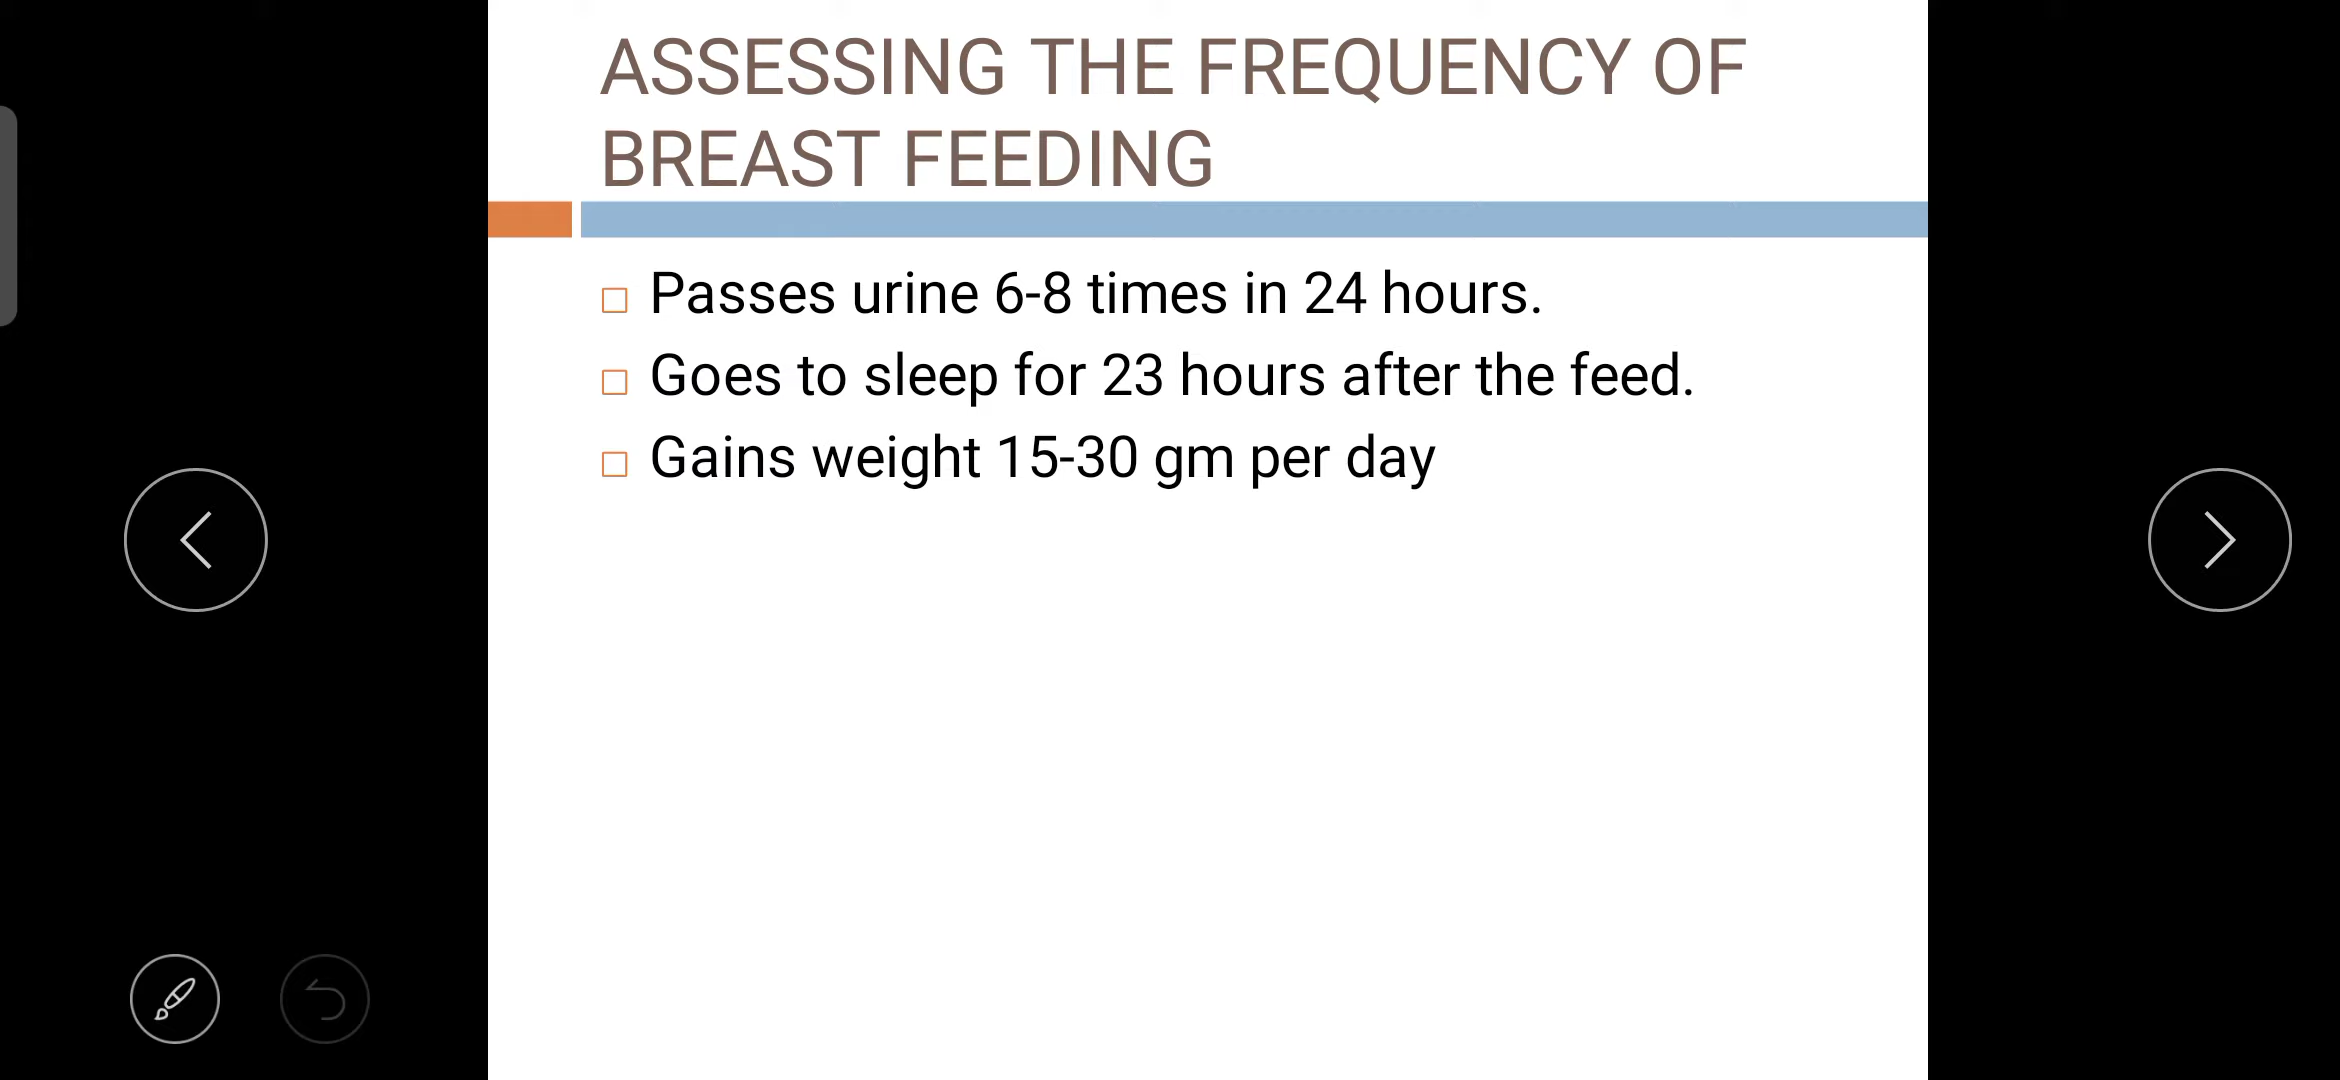 ASSESSING THE FREQUENCY OF
BREAST FEEDING
Passes urine 6-8 times in 24 hours.
Goes to sleep for 23 hours after the feed.
Gains weight 15-30 gm per day